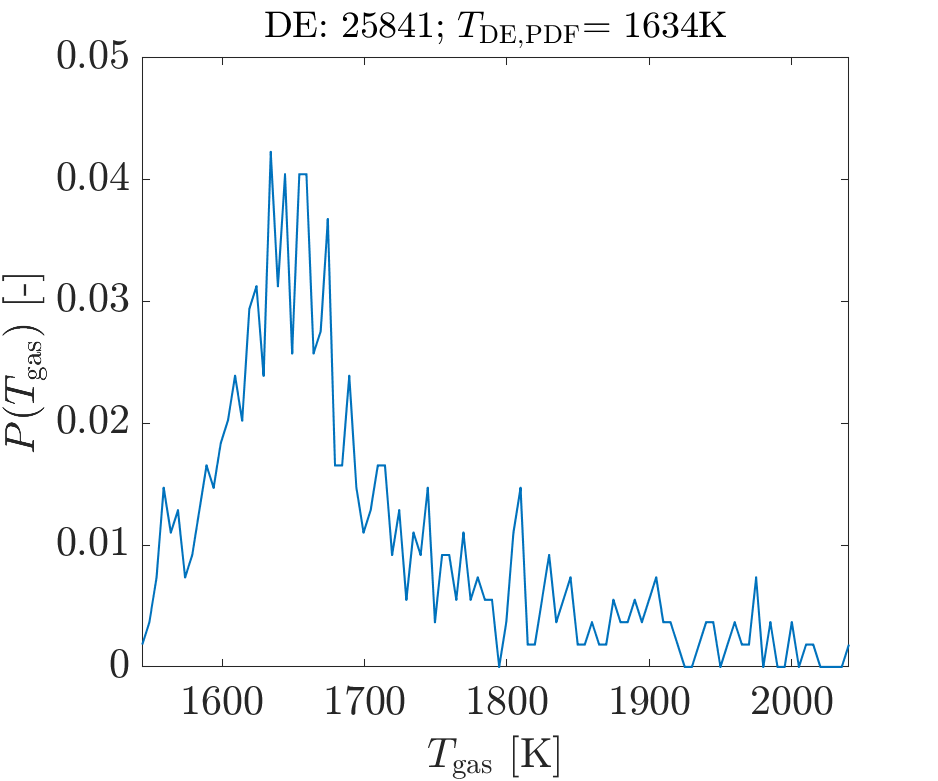 DE: 25841; T_DE,PDF= 1634K
0.05
0.04
0.03
0.02
0.01
0
P(T_gas) [-]
1600 1700 1800 1900 2000
T_gas [K]